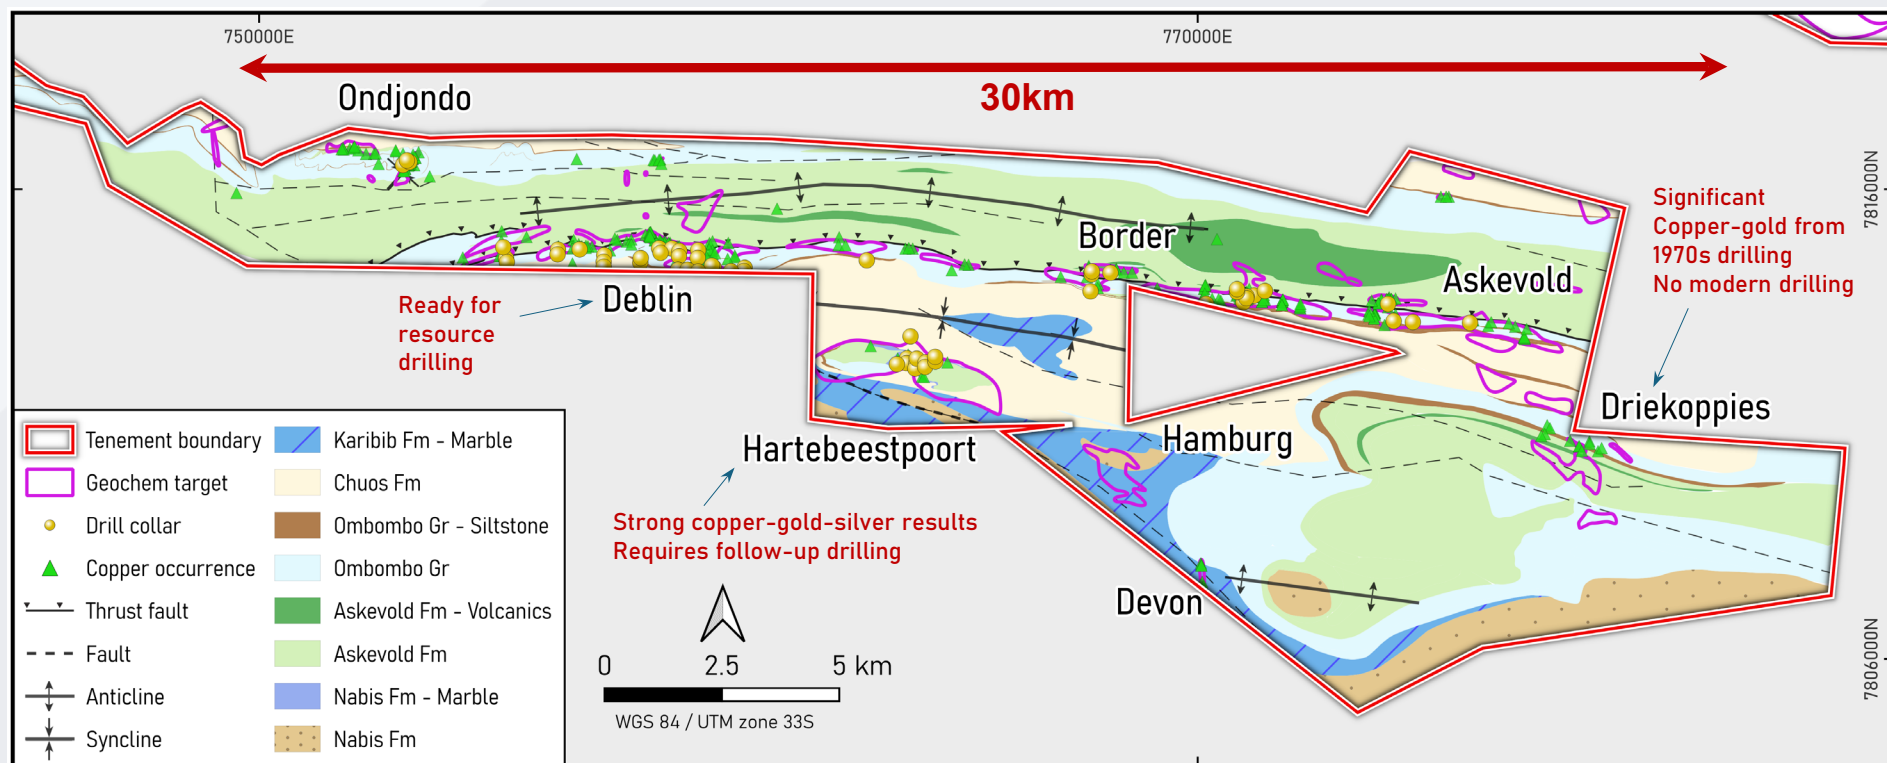 750000E
770000E
30km
Ondjondo
7816000N
Significant
Copper-gold from
1970s drilling
No modern drilling
Border
Askevold
Ready for
resource
drilling
Deblin
Driekoppies
Hartebeestpoort
Hamburg
Strong copper-gold-silver results
Requires follow-up drilling
Devon
7806000N
Tenement boundary
Geochem target
Drill collar
Copper occurrence
Thrust fault
Fault
Anticline
Syncline
Karibib Fm - Marble
Chuos Fm
Ombombo Gr - Siltstone
Ombombo Gr
Askevold Fm - Volcanics
Askevold Fm
Nabis Fm - Marble
Nabis Fm
0 2.5 5 km
WGS 84 / UTM zone 33S